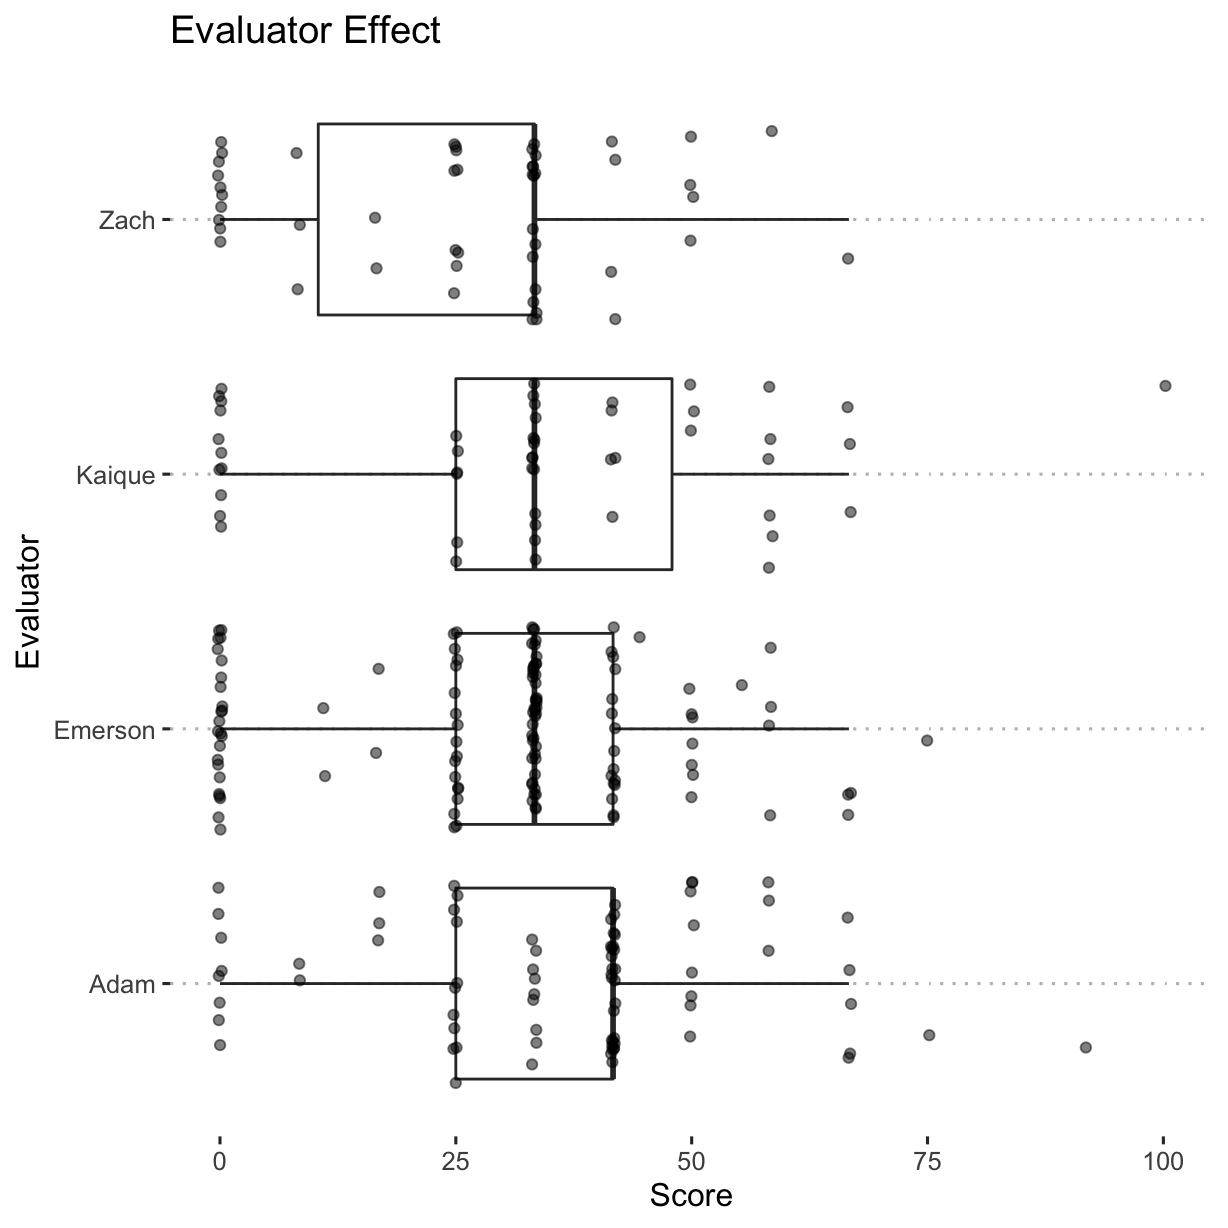 Evaluator Effect
Zach
Kaique
Emerson
Adam
Evaluator
0 25 50 75 100
Score